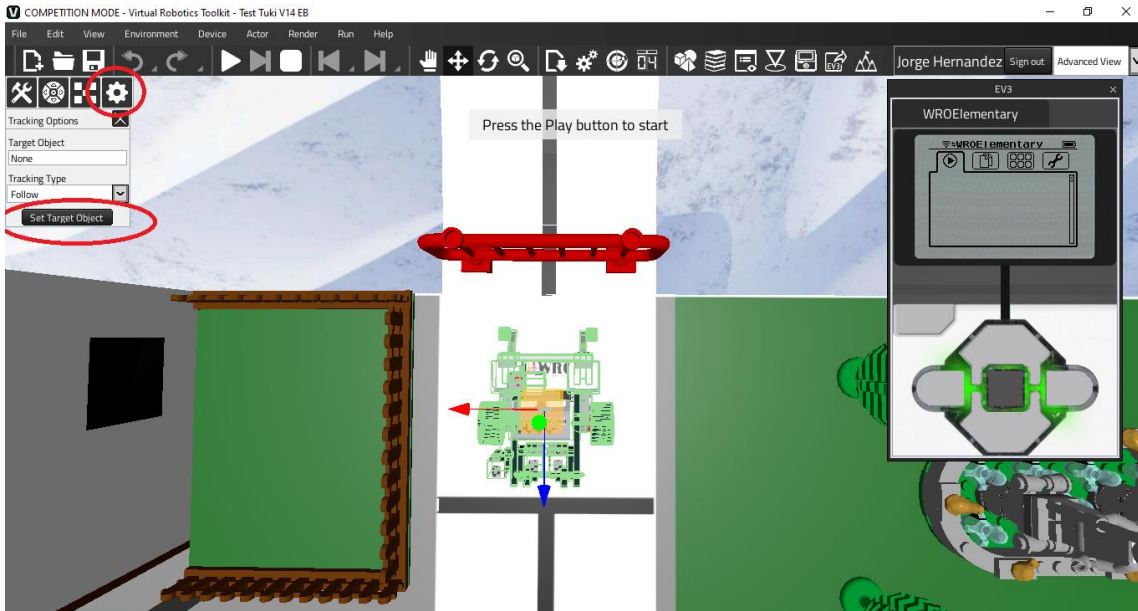 COMPETITION MODE - Virtual Robotics Toolkit - Test Tuki V14 EB
File Edit View Environment Device Actor Render Run Help
EV3
Jorge Hernandez Sign out Advanced View
Tracking Options
Target Object
None
Tracking Type
Follow
Set Target Object
Press the Play button to start
WRO
EV3
WROElementary
WROElementary